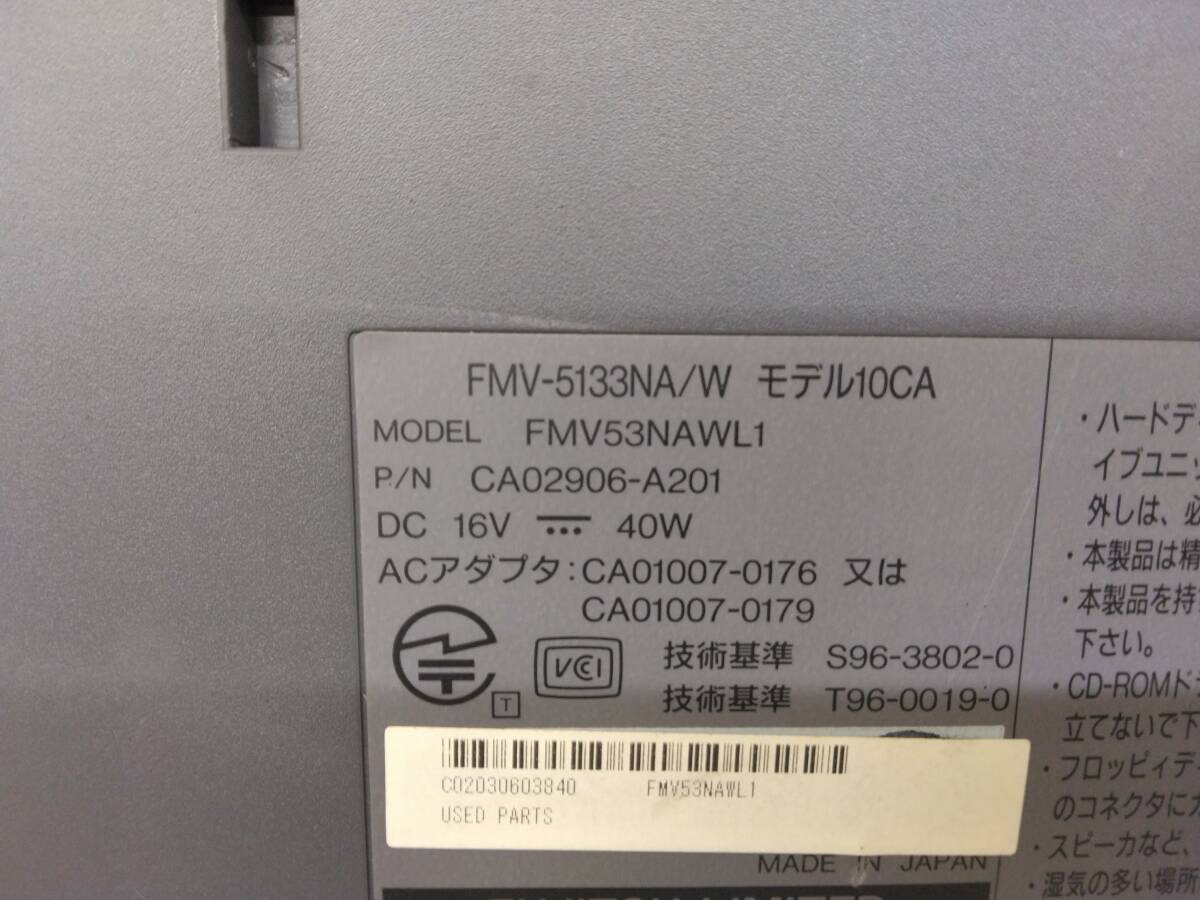 FMV-5133NA/W モデル10CA
MODEL FMV53NAWL1
P/N CA02906-A201
DC 16V 40W
ACアダプタ:CA01007-0176 又は
CA01007-0179
T
VCCI
技術基準 S96-3802-0
技術基準 T96-0019-0
C02030603840 FMV53NAWL1
USED PARTS
MADE IN JAPAN
・ハードディ
イブユニッ
外しは、必
・本製品は精
・本製品を持
下さい。
・CD-ROMド
立てないで下
・フロッピィディ
のコネクタにカ
・スピーカなど、
・湿気の多い場所